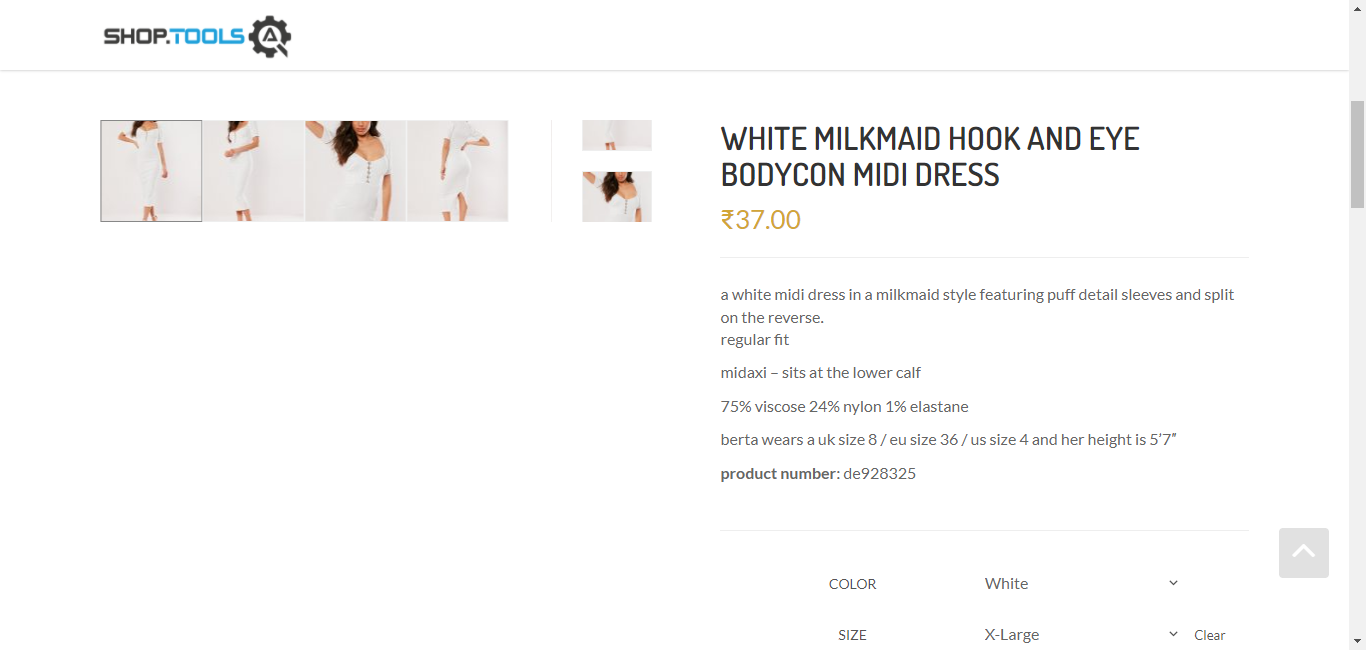 SHOP.TOOLS
WHITE MILKMAID HOOK AND EYE
BODYCON MIDI DRESS
₹37.00
a white midi dress in a milkmaid style featuring puff detail sleeves and split
on the reverse.
regular fit
midaxi – sits at the lower calf
75% viscose 24% nylon 1% elastane
berta wears a uk size 8 / eu size 36 / us size 4 and her height is 5’7”
product number: de928325
COLOR White
SIZE X-Large Clear